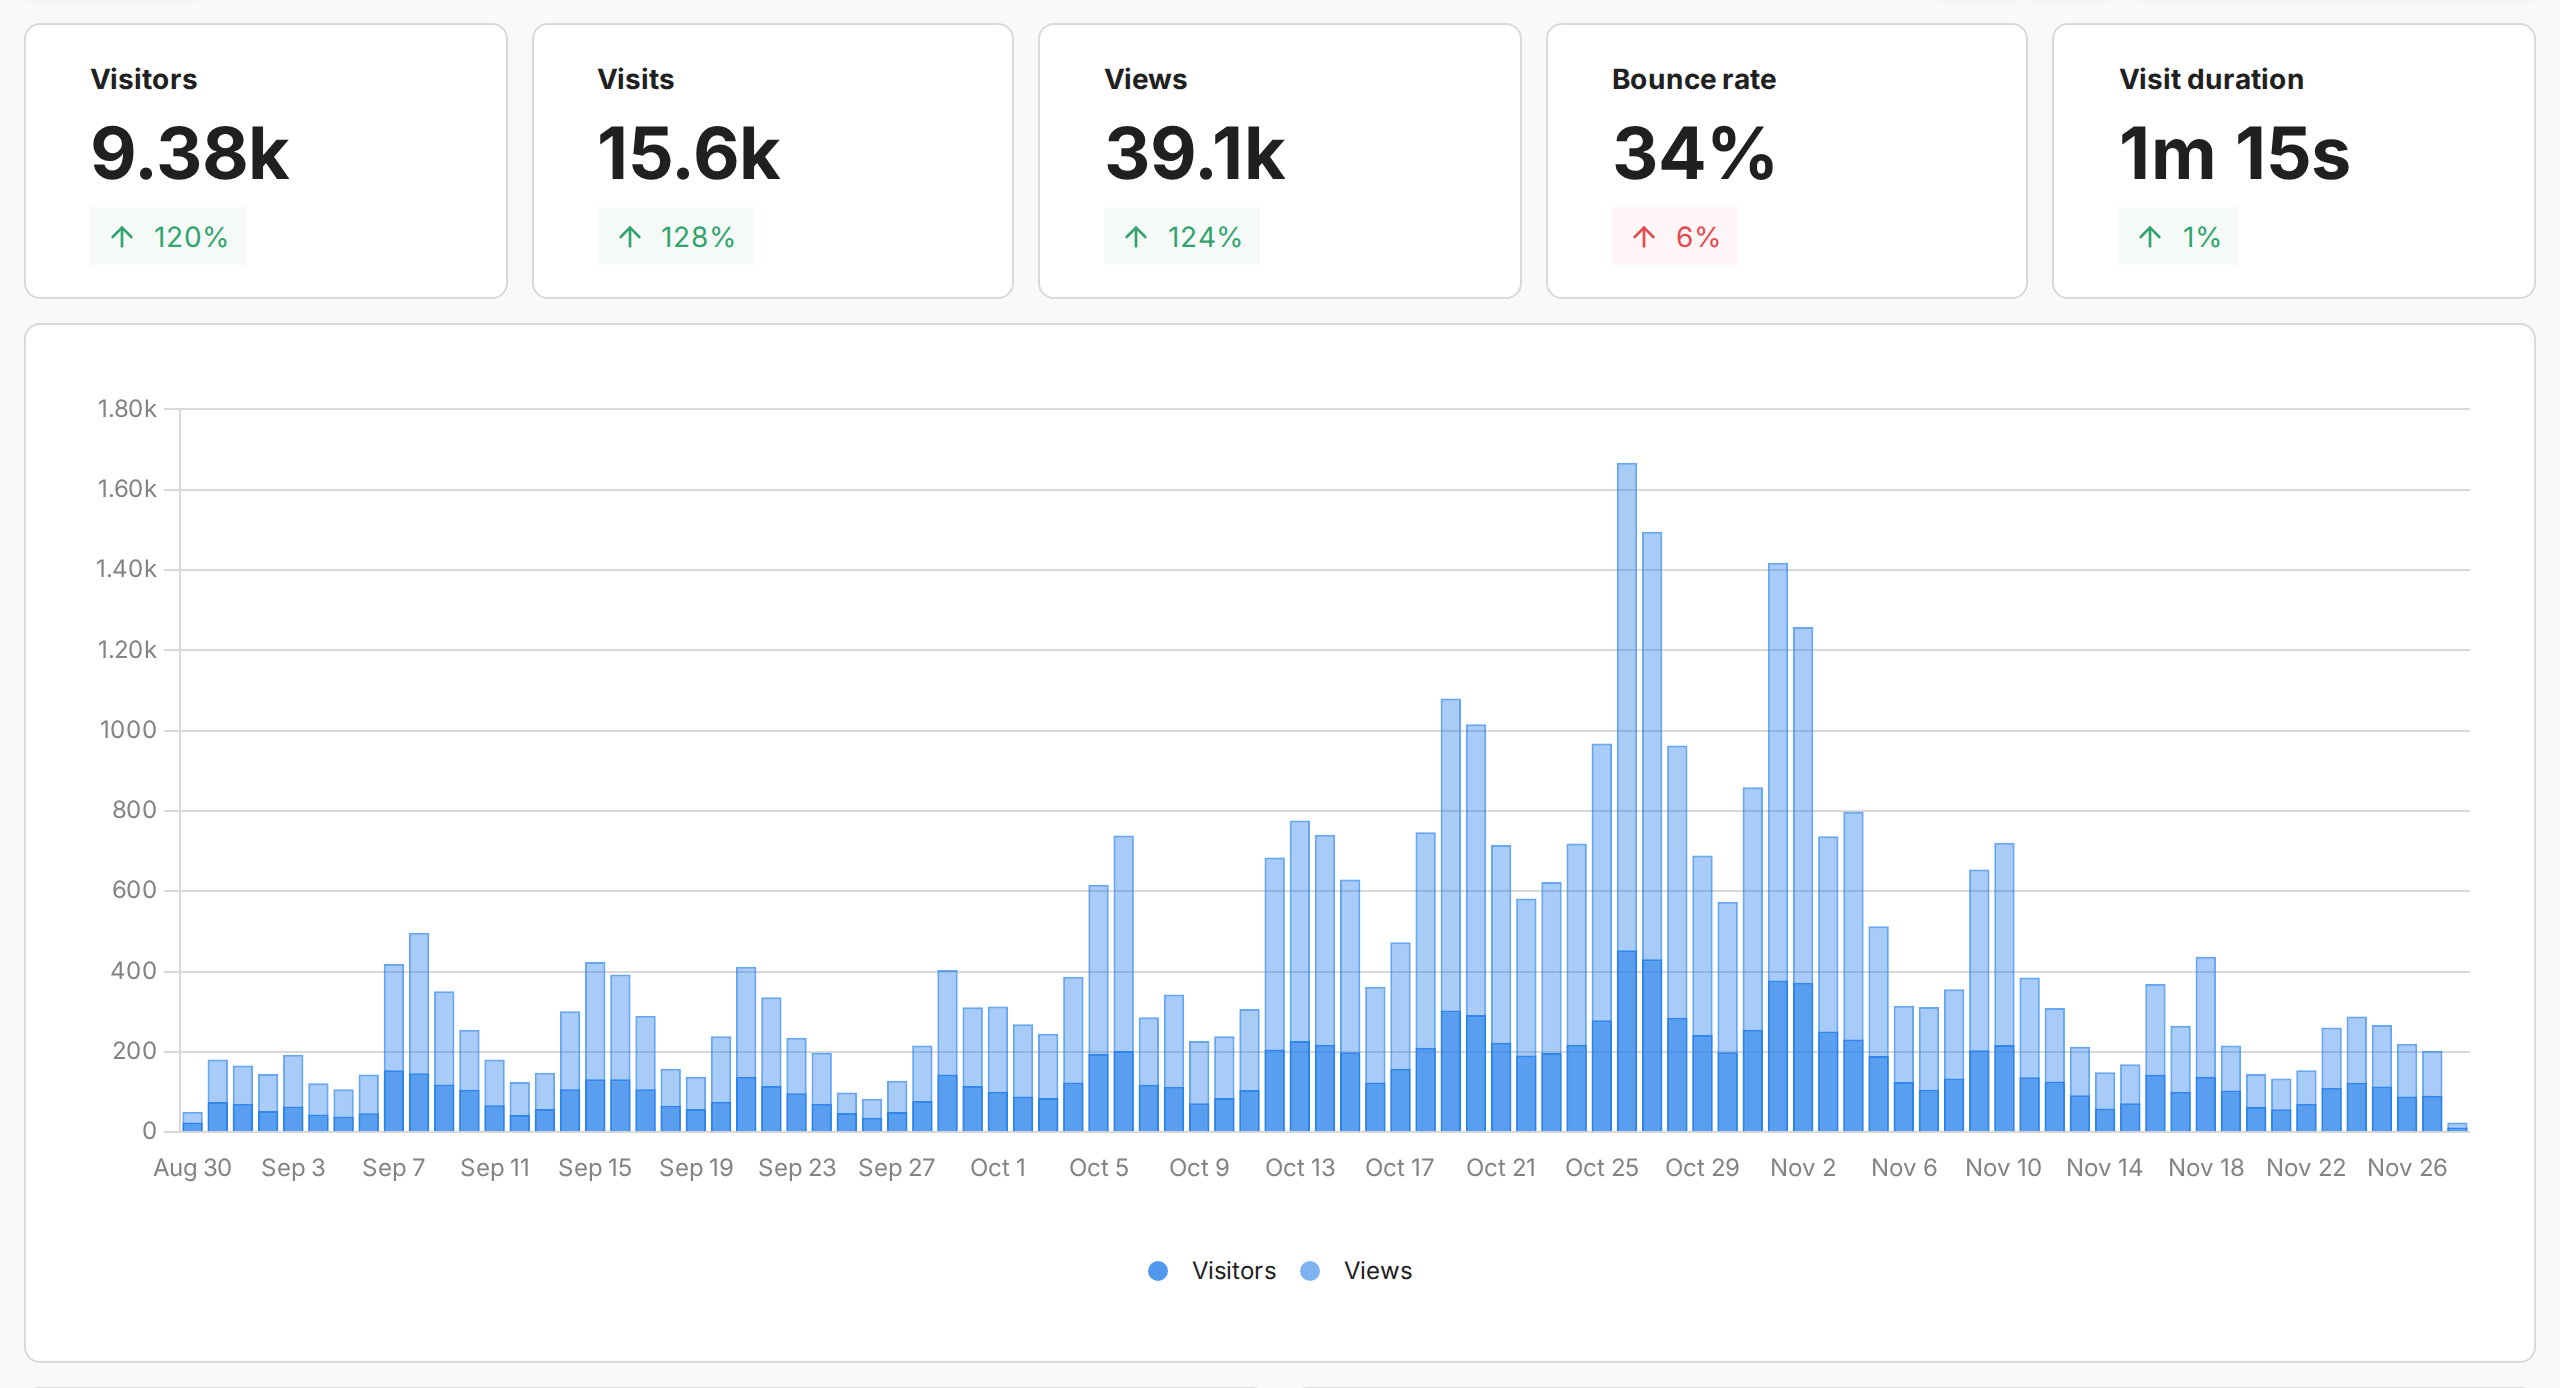 Visitors
9.38k
↑ 120%
Visits
15.6k
↑ 128%
Views
39.1k
↑ 124%
Bounce rate
34%
↑ 6%
Visit duration
1m 15s
↑ 1%
1.80k
1.60k
1.40k
1.20k
1000
800
600
400
200
0
Aug 30 Sep 3 Sep 7 Sep 11 Sep 15 Sep 19 Sep 23 Sep 27 Oct 1 Oct 5 Oct 9 Oct 13 Oct 17 Oct 21 Oct 25 Oct 29 Nov 2 Nov 6 Nov 10 Nov 14 Nov 18 Nov 22 Nov 26
Visitors Views